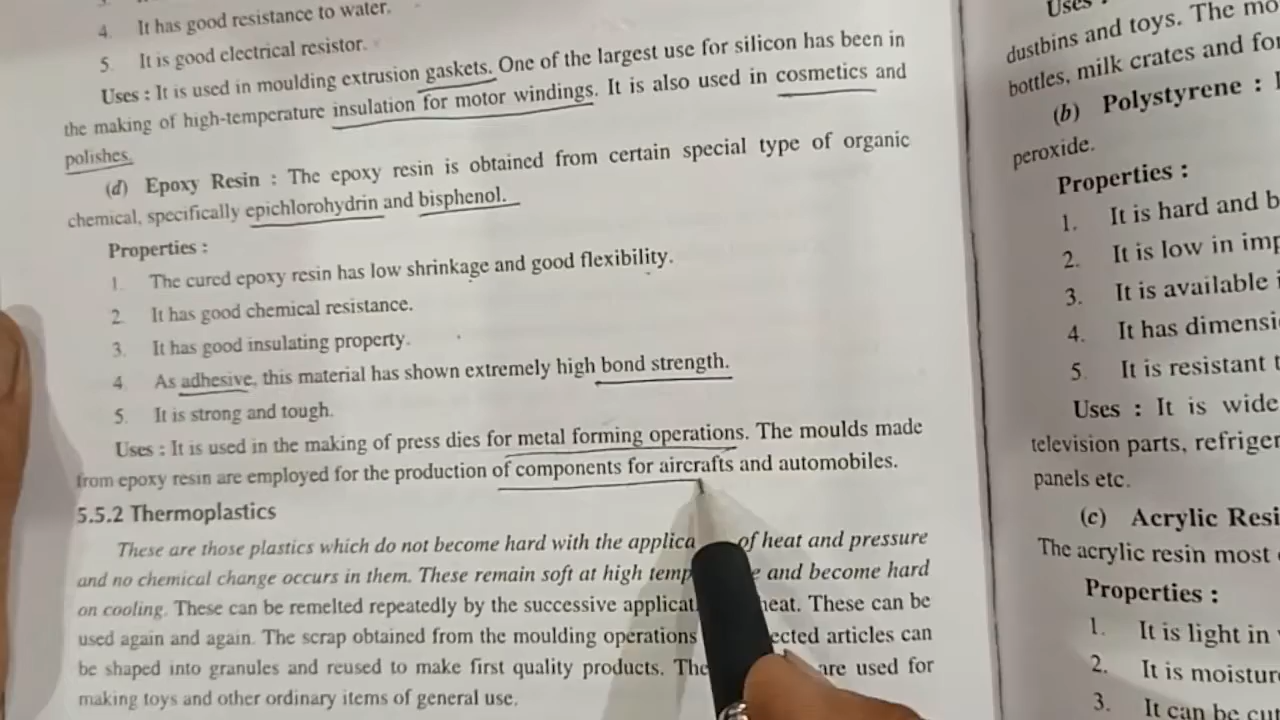 4. It has good resistance to water.
5. It is good electrical resistor.
Uses : It is used in moulding extrusion gaskets. One of the largest use for silicon has been in
the making of high-temperature insulation for motor windings. It is also used in cosmetics and
polishes.
(d) Epoxy Resin : The epoxy resin is obtained from certain special type of organic
chemical, specifically epichlorohydrin and bisphenol.
Properties :
1. The cured epoxy resin has low shrinkage and good flexibility.
2. It has good chemical resistance.
3. It has good insulating property.
4. As adhesive, this material has shown extremely high bond strength.
5. It is strong and tough.
Uses : It is used in the making of press dies for metal forming operations. The moulds made
from epoxy resin are employed for the production of components for aircrafts and automobiles.
5.5.2 Thermoplastics
These are those plastics which do not become hard with the applica of heat and pressure
and no chemical change occurs in them. These remain soft at high temp and become hard
on cooling. These can be remelted repeatedly by the successive applicat heat. These can be
used again and again. The scrap obtained from the moulding operations ected articles can
be shaped into granules and reused to make first quality products. The are used for
making toys and other ordinary items of general use.
Uses
dustbins and toys. The mo
bottles, milk crates and for
(b) Polystyrene :
peroxide.
Properties :
1. It is hard and b
2. It is low in imp
3. It is available i
4. It has dimensi
5. It is resistant t
Uses : It is wide
television parts, refriger
panels etc.
(c) Acrylic Resi
The acrylic resin most
Properties :
1. It is light in
2. It is moistur
3. It can be cut